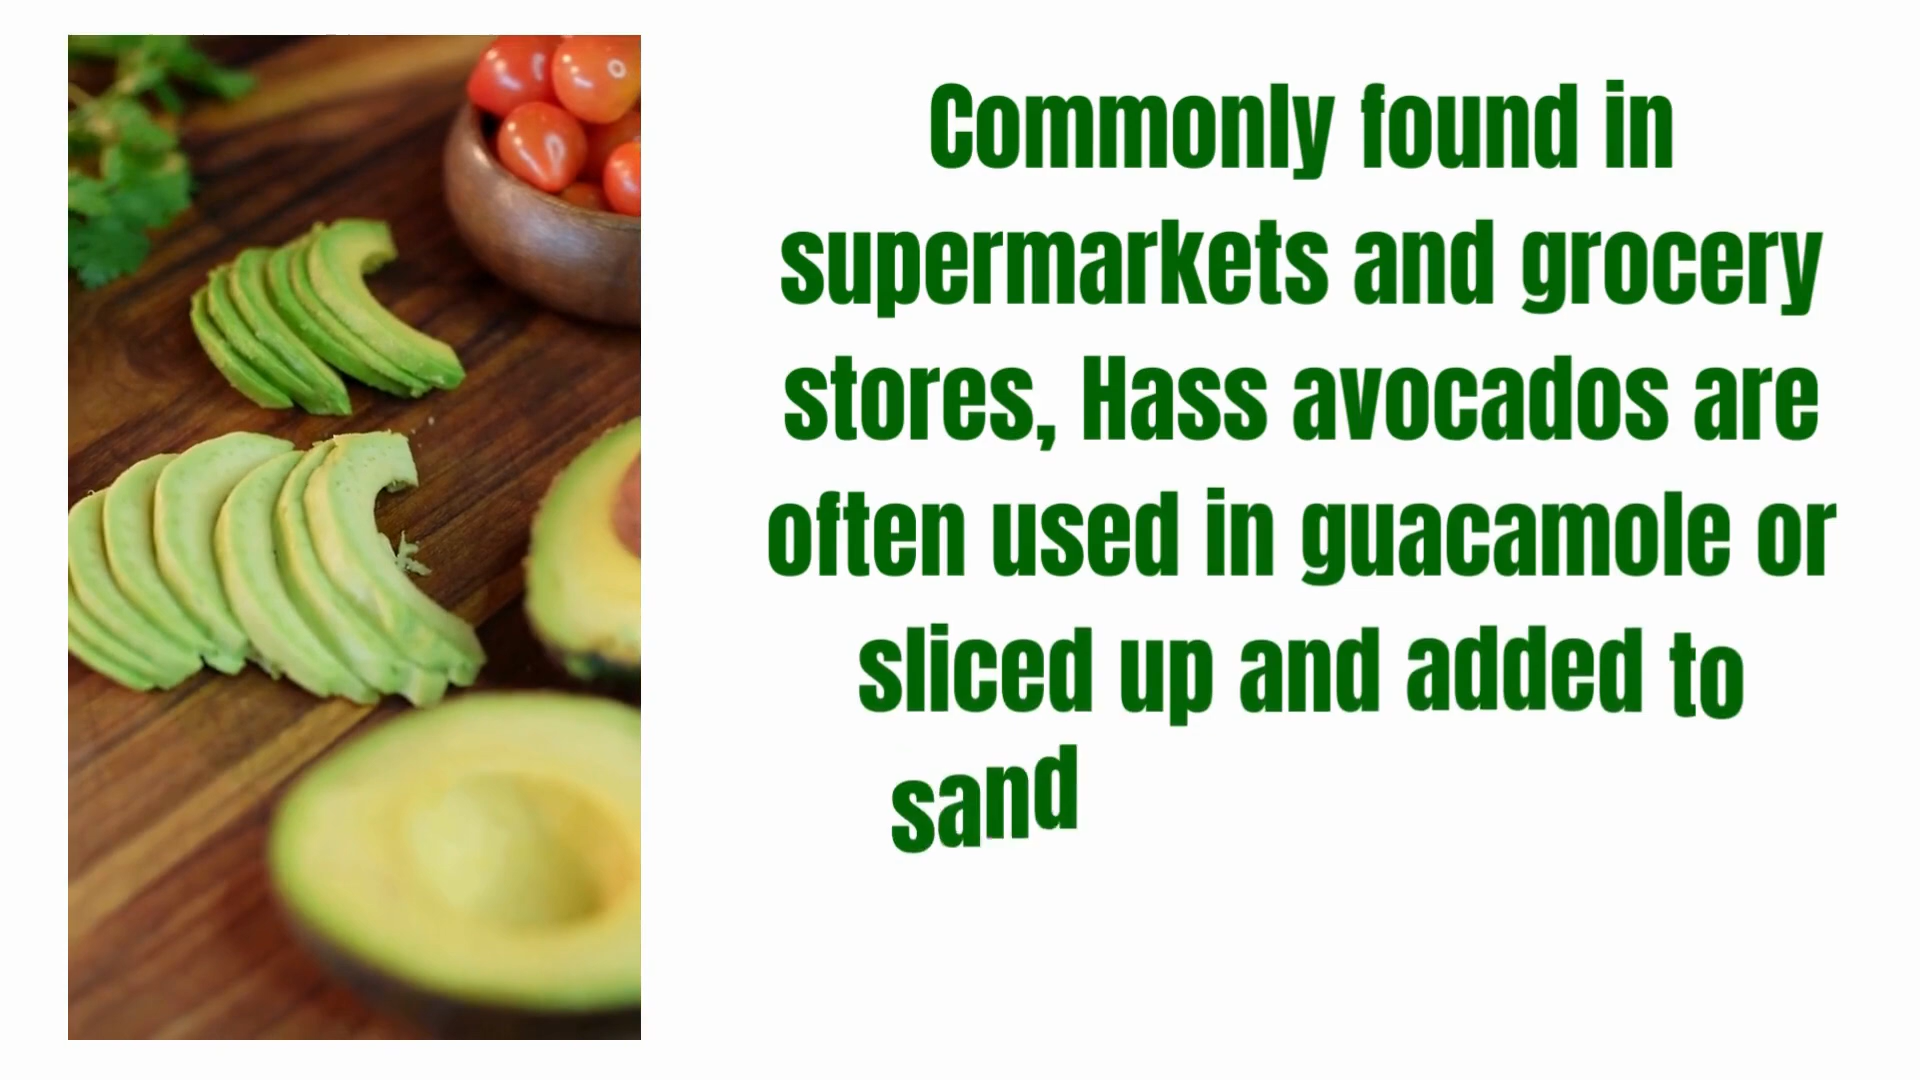 Commonly found in
supermarkets and grocery
stores, Hass avocados are
often used in guacamole or
sliced up and added to
sand